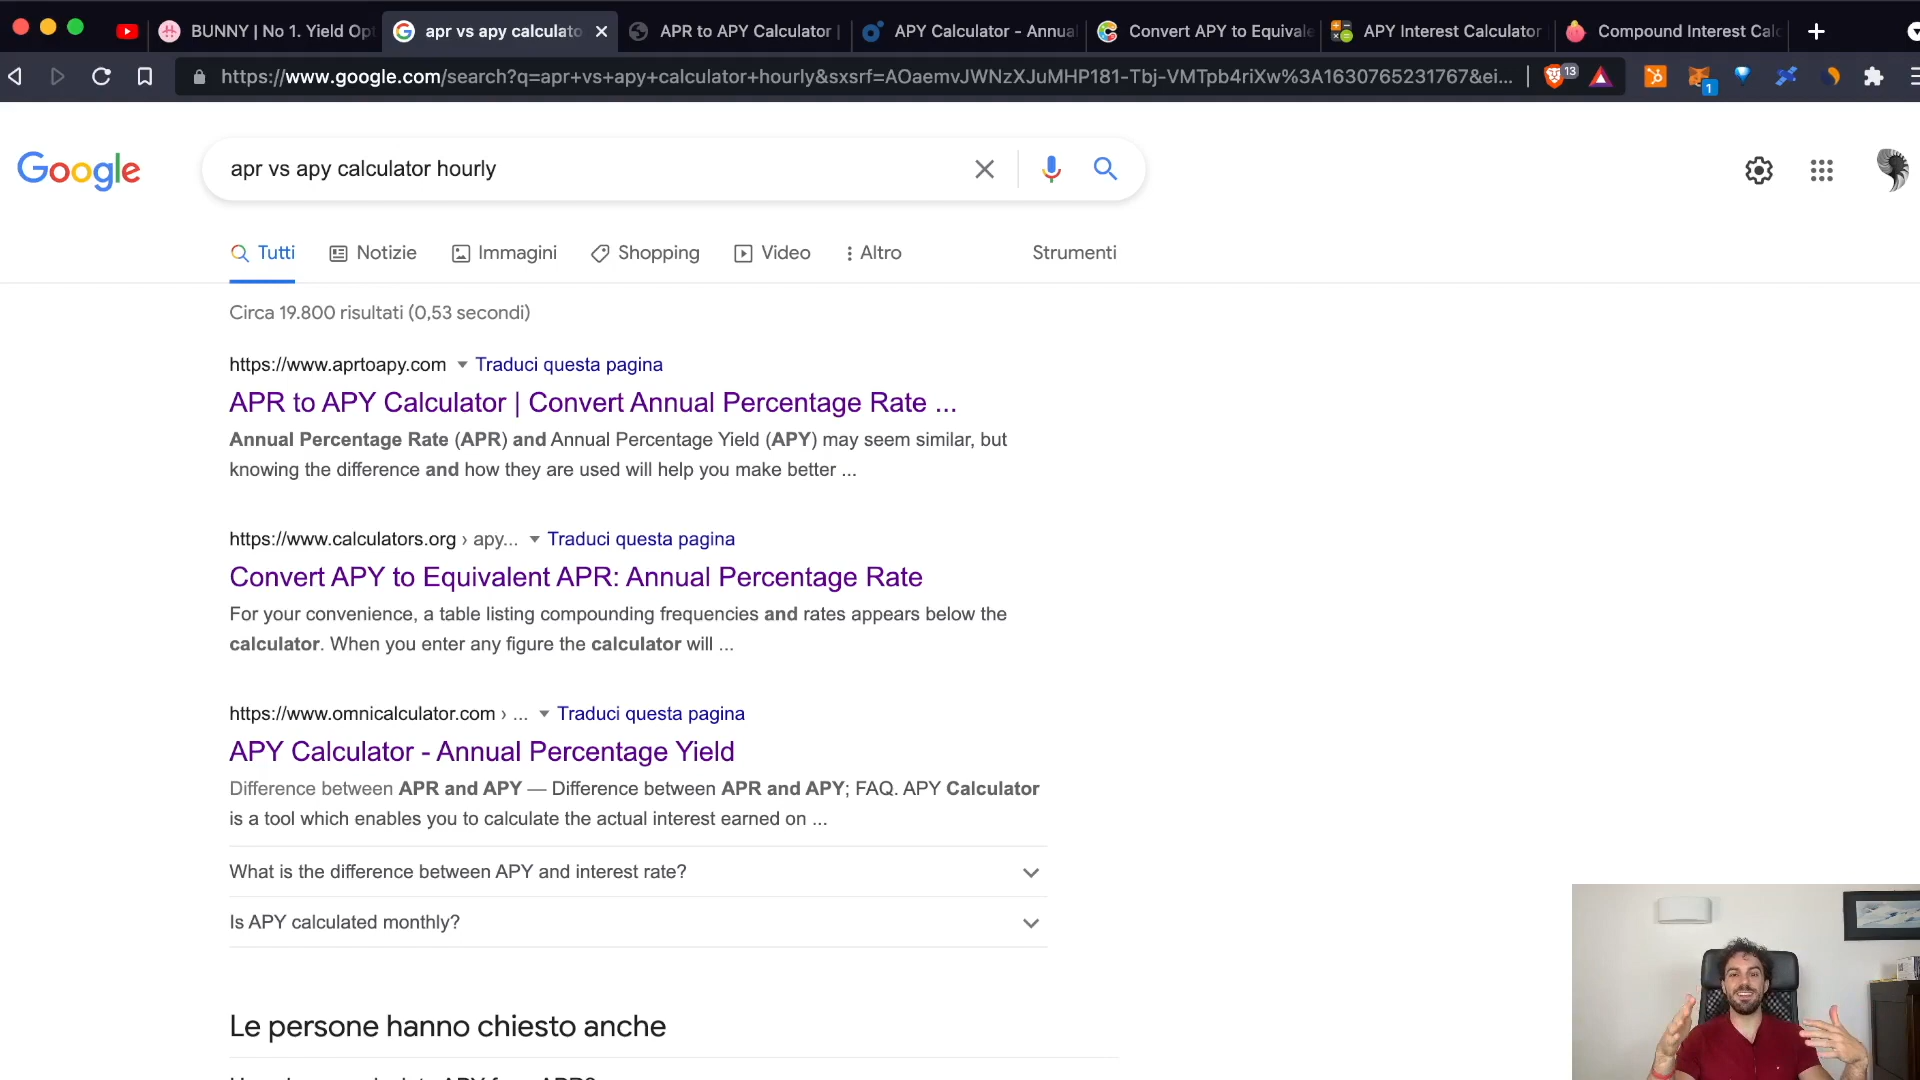 BUNNY | No 1. Yield Opt
apr vs apy calculato
APR to APY Calculator |
APY Calculator - Annual
Convert APY to Equivale
APY Interest Calculator
Compound Interest Calc
https://www.google.com/search?q=apr+vs+apy+calculator+hourly&sxsrf=AOaemvJWNzXJuMHP181-Tbj-VMTpb4riXw%3A1630765231767&ei...
13
1
Google
apr vs apy calculator hourly
Tutti
Notizie
Immagini
Shopping
Video
Altro
Strumenti
Circa 19.800 risultati (0,53 secondi)
https://www.aprtoapy.com Traduci questa pagina
APR to APY Calculator | Convert Annual Percentage Rate ...
Annual Percentage Rate (APR) and Annual Percentage Yield (APY) may seem similar, but
knowing the difference and how they are used will help you make better ...
https://www.calculators.org › apy... Traduci questa pagina
Convert APY to Equivalent APR: Annual Percentage Rate
For your convenience, a table listing compounding frequencies and rates appears below the
calculator. When you enter any figure the calculator will ...
https://www.omnicalculator.com › ... Traduci questa pagina
APY Calculator - Annual Percentage Yield
Difference between APR and APY — Difference between APR and APY; FAQ. APY Calculator
is a tool which enables you to calculate the actual interest earned on ...
What is the difference between APY and interest rate?
Is APY calculated monthly?
Le persone hanno chiesto anche